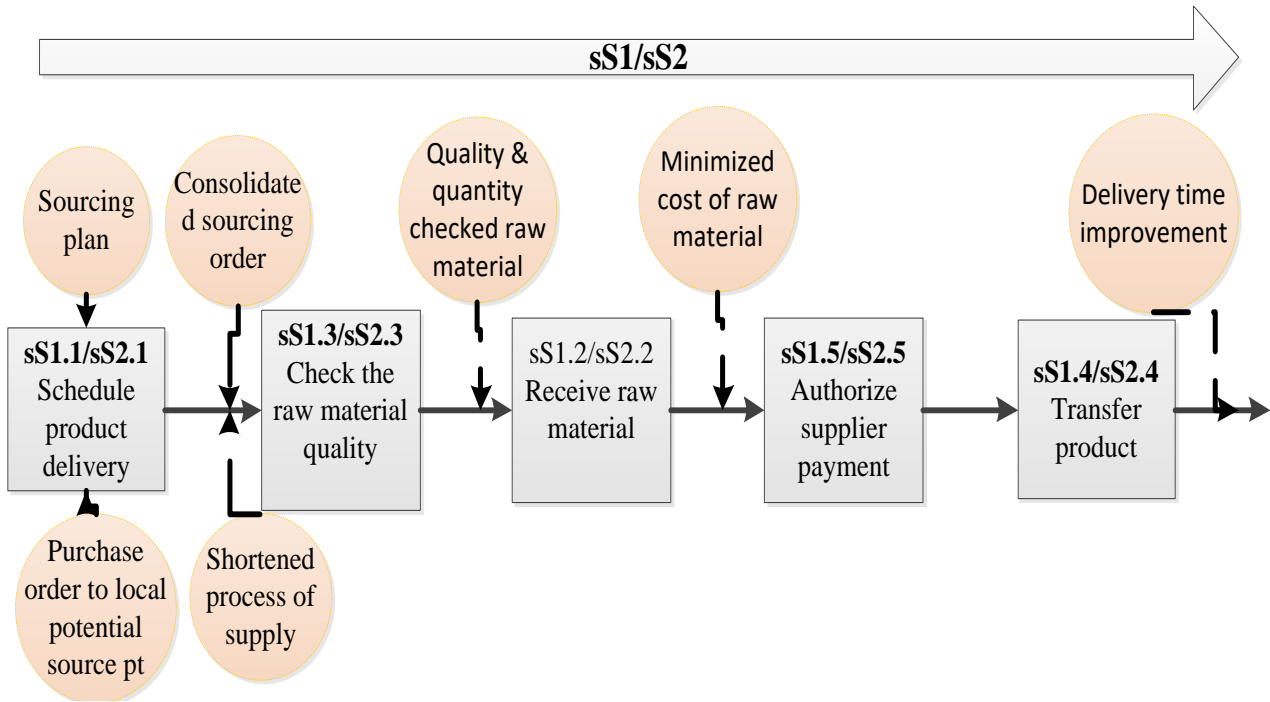 sS1/sS2
Sourcing
plan
Consolidate
d sourcing
order
Quality &
quantity
checked raw
material
Minimized
cost of raw
material
Delivery time
improvement
sS1.1/sS2.1
Schedule
product
delivery
sS1.3/sS2.3
Check the
raw material
quality
sS1.2/sS2.2
Receive raw
material
sS1.5/sS2.5
Authorize
supplier
payment
sS1.4/sS2.4
Transfer
product
Purchase
order to local
potential
source pt
Shortened
process of
supply